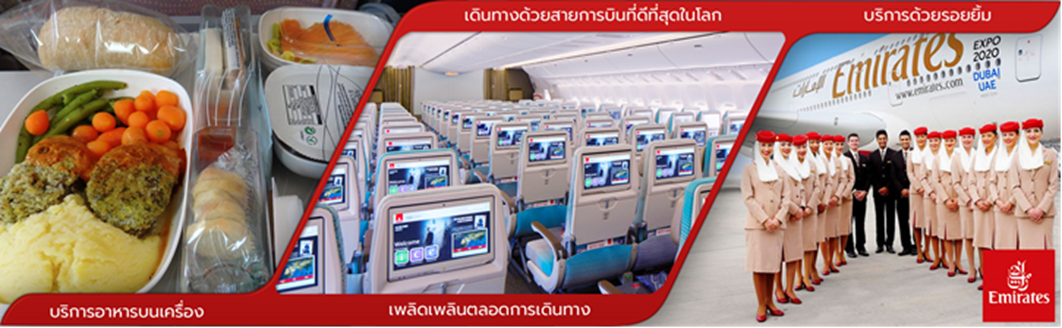 เดินทางด้วยสายการบินที่ดีที่สุดในโลก
บริการด้วยรอยยิ้ม
Emirates
EXPO
2020
DUBAI
UAE
www.emirates.com
Welcome
บริการอาหารบนเครื่อง
เพลิดเพลินตลอดการเดินทาง
Emirates